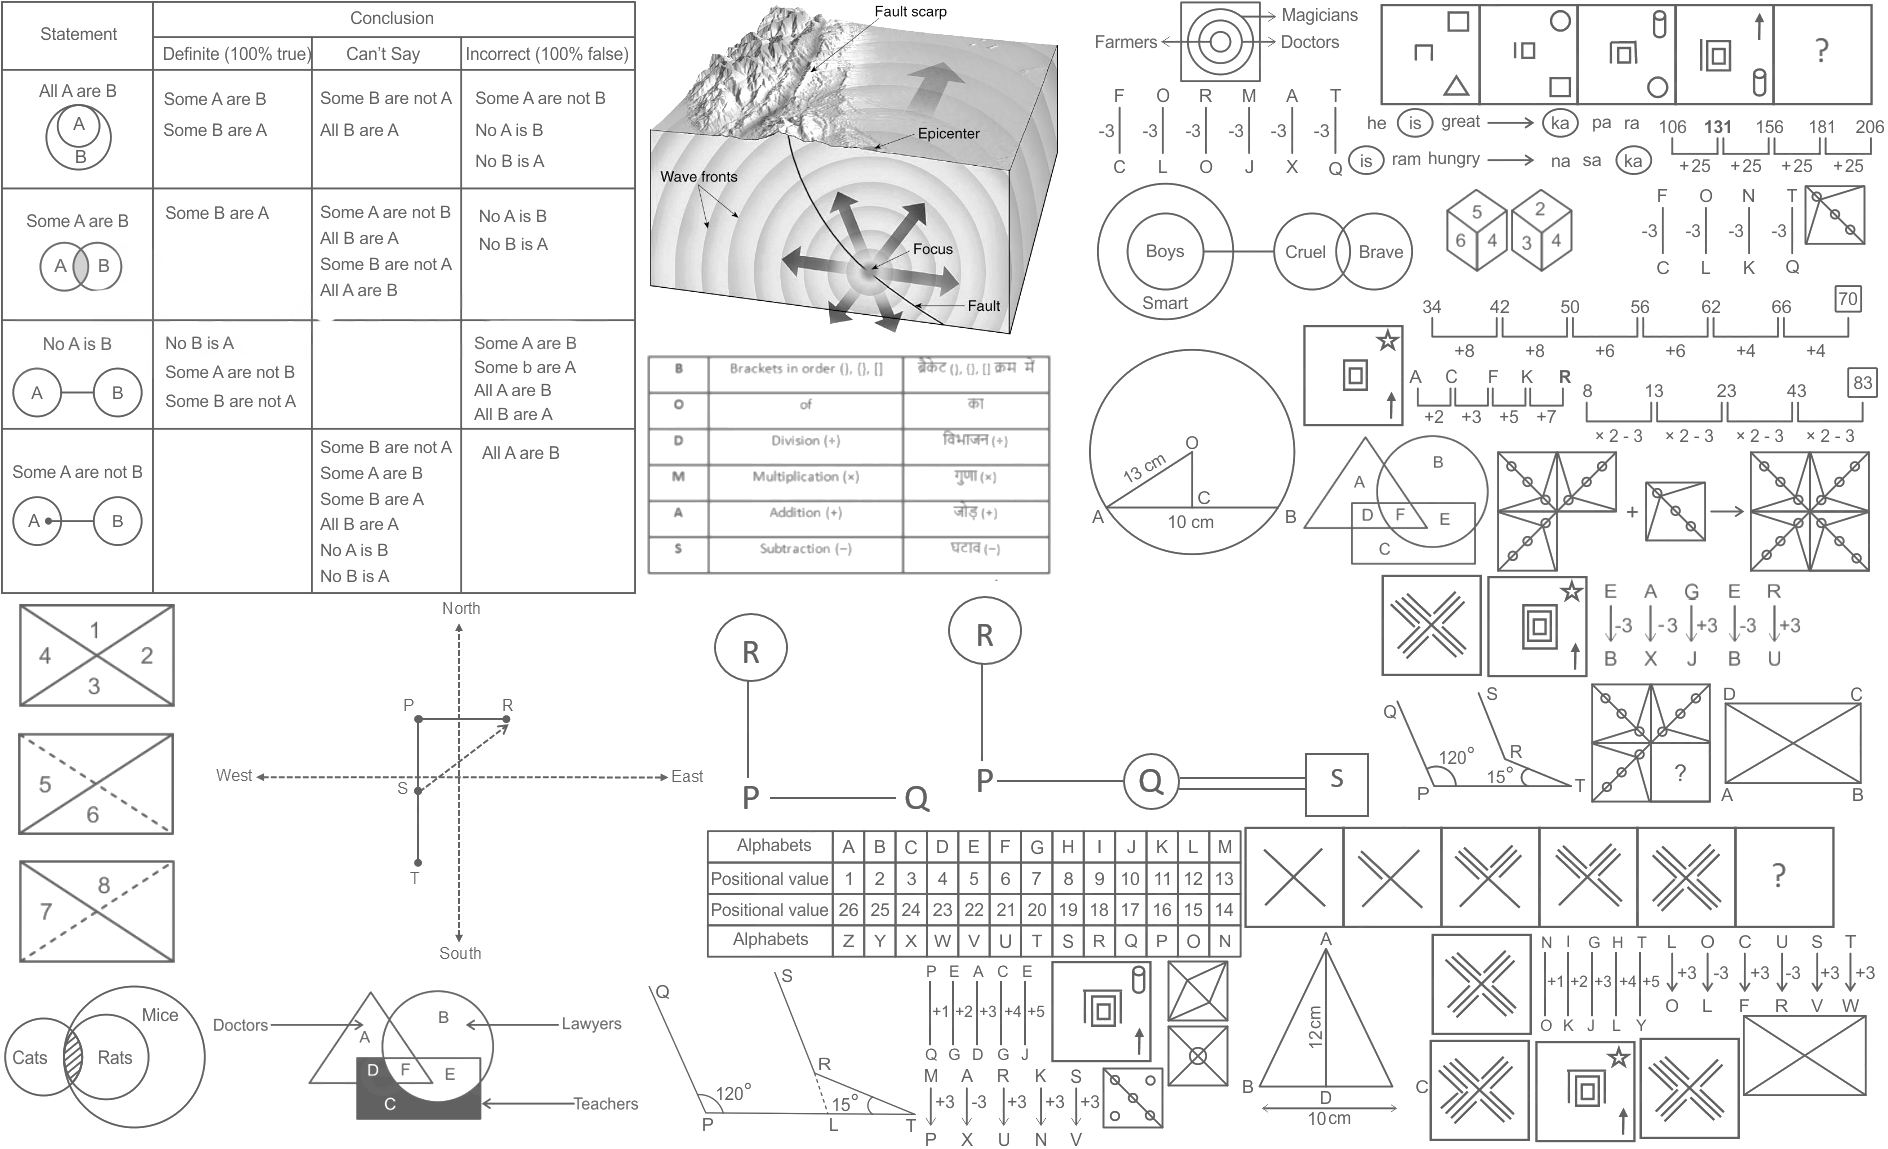 Statement
Conclusion
Definite (100% true)
Can't Say
Incorrect (100% false)
All A are B
A
B
Some A are B
Some B are A
Some B are not A
All B are A
Some A are not B
No A is B
No B is A
Some A are B
A B
Some B are A
Some A are not B
All B are A
Some B are not A
All A are B
No A is B
No B is A
No A is B
A B
No B is A
Some A are not B
Some B are not A
Some A are B
Some b are A
All A are B
All B are A
Some A are not B
A B
Some B are not A
Some A are B
Some B are A
All B are A
No A is B
No B is A
All A are B
Fault scarp
Epicenter
Wave fronts
Focus
Fault
B Brackets in order (), {}, [] ब्रैकेट (), {}, [] क्रम में
O of का
D Division (÷) विभाजन (÷)
M Multiplication (×) गुणा (×)
A Addition (+) जोड़ (+)
S Subtraction (−) घटाव (−)
Magicians
Farmers
Doctors
F O R M A T
-3 -3 -3 -3 -3 -3
C L O J X Q
?
he is great ka pa ra
is ram hungry na sa ka
106 131 156 181 206
+25 +25 +25 +25
Boys
Smart
Cruel Brave
5
6 4
2
3 4
F O N T
-3 -3 -3 -3
C L K Q
34 42 50 56 62 66 70
+8 +8 +6 +6 +4 +4
A C F K R
+2 +3 +5 +7
8 13 23 43 83
× 2 - 3 × 2 - 3 × 2 - 3 × 2 - 3
O
13 cm
C
A B
10 cm
A
B
D F E
C
+
E A G E R
-3 -3 +3 -3 +3
B X J B U
1
4 2
3
5
6
8
7
North
P R
West East
S
T
South
R
P Q
R
P Q S
Q S
120°
R
15°
P T
?
D C
A B
Alphabets A B C D E F G H I J K L M
Positional value 1 2 3 4 5 6 7 8 9 10 11 12 13
Positional value 26 25 24 23 22 21 20 19 18 17 16 15 14
Alphabets Z Y X W V U T S R Q P O N
?
Cats Rats Mice
Doctors
A
B
Lawyers
D F E
C
Teachers
Q S
R
120°
15°
P L T
P E A C E
+1 +2 +3 +4 +5
Q G D G J
M A R K S
+3 -3 +3 +3 +3
P X U N V
A
12cm
B D C
10cm
N I G H T
+1 +2 +3 +4 +5
O K J L Y
L O C U S T
+3 -3 +3 -3 +3 +3
O L F R V W